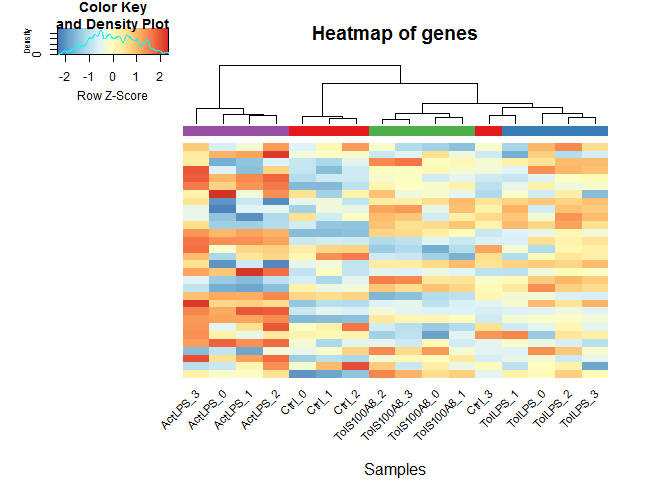 Color Key
and Density Plot
Density
0
-2 -1 0 1 2
Row Z-Score
Heatmap of genes
ActLPS_3 ActLPS_0 ActLPS_1 ActLPS_2 Ctrl_0 Ctrl_1 Ctrl_2 TolS100A8_2 TolS100A8_3 TolS100A8_0 TolS100A8_1 Ctrl_3 TolLPS_1 TolLPS_0 TolLPS_2 TolLPS_3
Samples